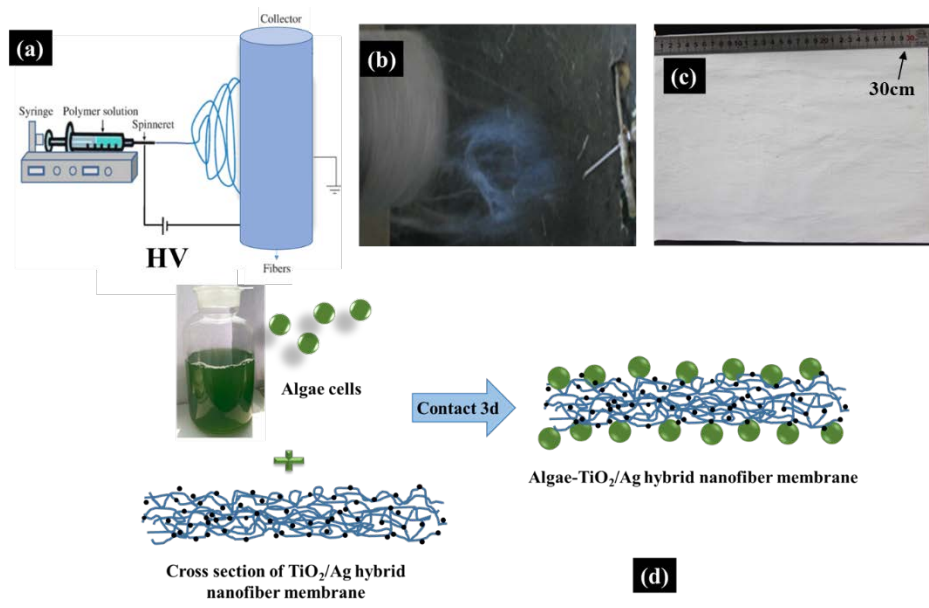 (a)
Collector
Syringe
Polymer solution
Spinneret
HV
Fibers
(b)
(c)
30cm
Algae cells
Contact 3d
Algae-TiO₂/Ag hybrid nanofiber membrane
Cross section of TiO₂/Ag hybrid
nanofiber membrane
(d)